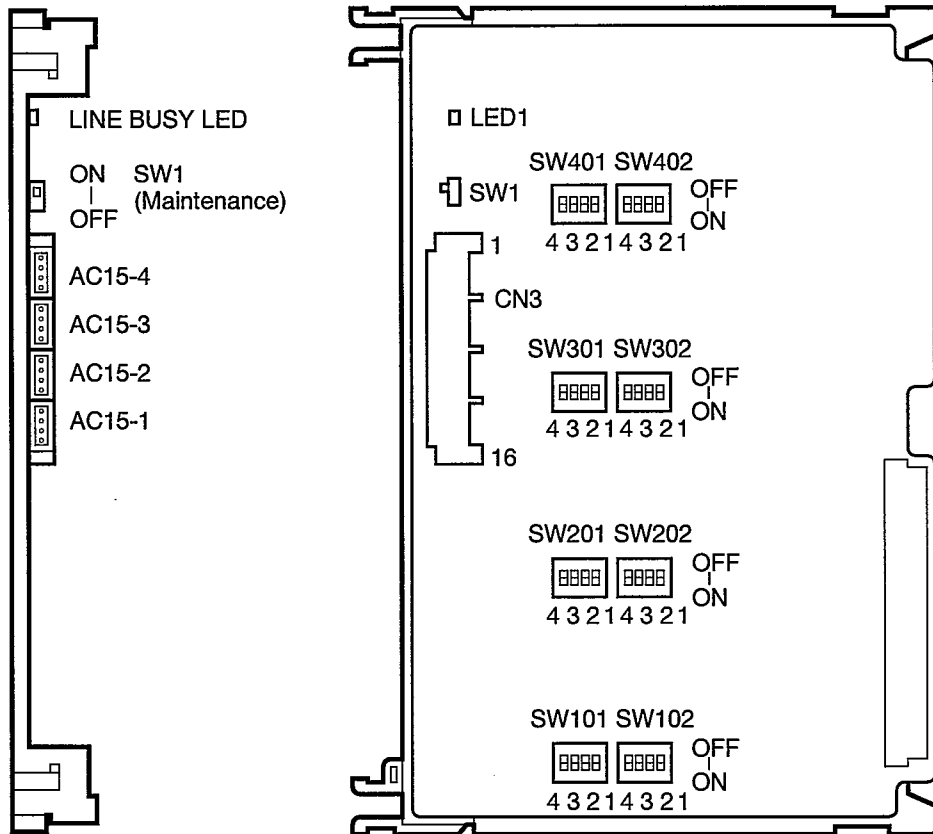 LINE BUSY LED
ON SW1
(Maintenance)
OFF
AC15-4
AC15-3
AC15-2
AC15-1
LED1
SW1
1
CN3
16
SW401 SW402
OFF
ON
4 3 2 1 4 3 2 1
SW301 SW302
OFF
ON
4 3 2 1 4 3 2 1
SW201 SW202
OFF
ON
4 3 2 1 4 3 2 1
SW101 SW102
OFF
ON
4 3 2 1 4 3 2 1